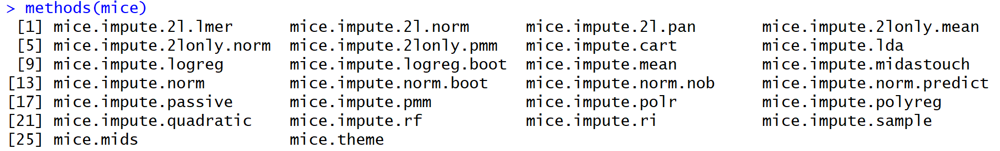 > methods(mice)
 [1] mice.impute.2l.lmer      mice.impute.2l.norm      mice.impute.2l.pan       mice.impute.2lonly.mean
 [5] mice.impute.2lonly.norm  mice.impute.2lonly.pmm   mice.impute.cart         mice.impute.lda
 [9] mice.impute.logreg       mice.impute.logreg.boot  mice.impute.mean         mice.impute.midastouch
[13] mice.impute.norm         mice.impute.norm.boot    mice.impute.norm.nob     mice.impute.norm.predict
[17] mice.impute.passive      mice.impute.pmm          mice.impute.polr         mice.impute.polyreg
[21] mice.impute.quadratic    mice.impute.rf           mice.impute.ri           mice.impute.sample
[25] mice.mids                mice.theme